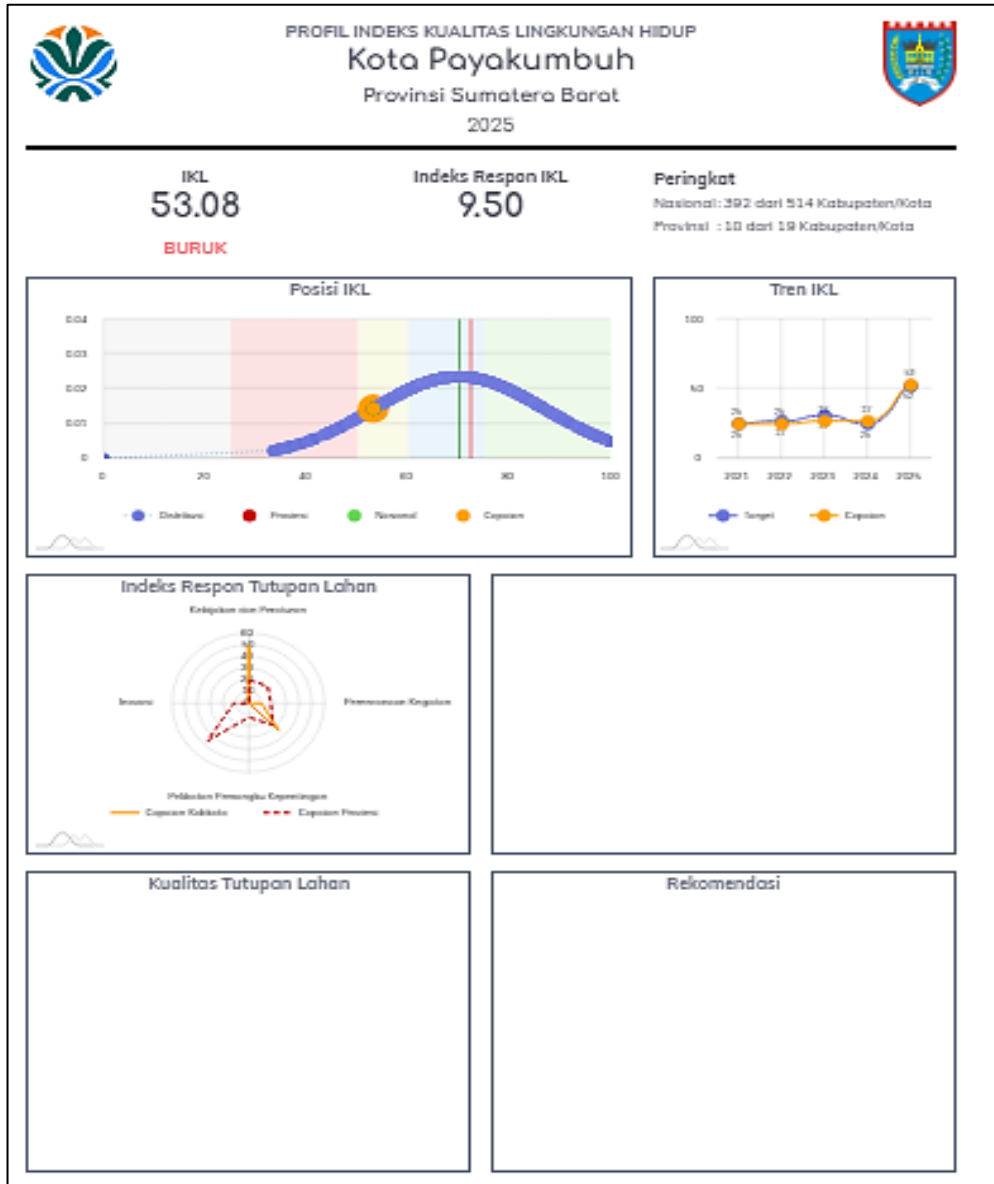 PROFIL INDEKS KUALITAS LINGKUNGAN HIDUP
Kota Payakumbuh
Provinsi Sumatera Barat
2025
IKL
53.08
BURUK
Indeks Respon IKL
9.50
Peringkat
Nasional: 392 dari 514 Kabupaten/Kota
Provinsi : 10 dari 19 Kabupaten/Kota
Posisi IKL
0.04
0.03
0.02
0.01
0
0 20 40 60 80 100
Distribusi Provinsi Nasional Capaian
Tren IKL
100
50
0
2021 2022 2023 2024 2025
Target Capaian
Indeks Respon Tutupan Lahan
Kebijakan dan Peraturan
60
Inovasi
Perencanaan Kegiatan
Pelibatan Pemangku Kepentingan
Capaian Kab/kota Capaian Provinsi
Kualitas Tutupan Lahan
Rekomendasi